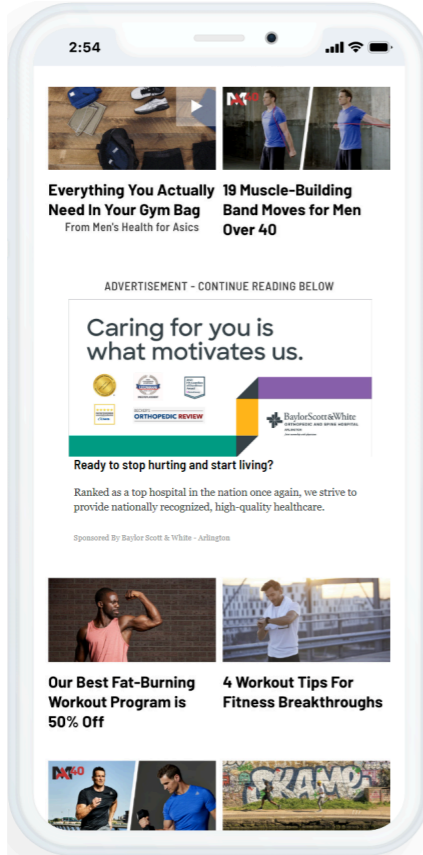 2:54
MX40
Everything You Actually
Need In Your Gym Bag
From Men's Health for Asics
19 Muscle-Building
Band Moves for Men
Over 40
ADVERTISEMENT - CONTINUE READING BELOW
Caring for you is
what motivates us.
ORTHOPEDIC REVIEW
BaylorScott&White
ORTHOPEDIC AND SPINE HOSPITAL
ARLINGTON
Ready to stop hurting and start living?
Ranked as a top hospital in the nation once again, we strive to
provide nationally recognized, high-quality healthcare.
Sponsored By Baylor Scott & White - Arlington
Our Best Fat-Burning
Workout Program is
50% Off
4 Workout Tips For
Fitness Breakthroughs
MX40
SKAMO